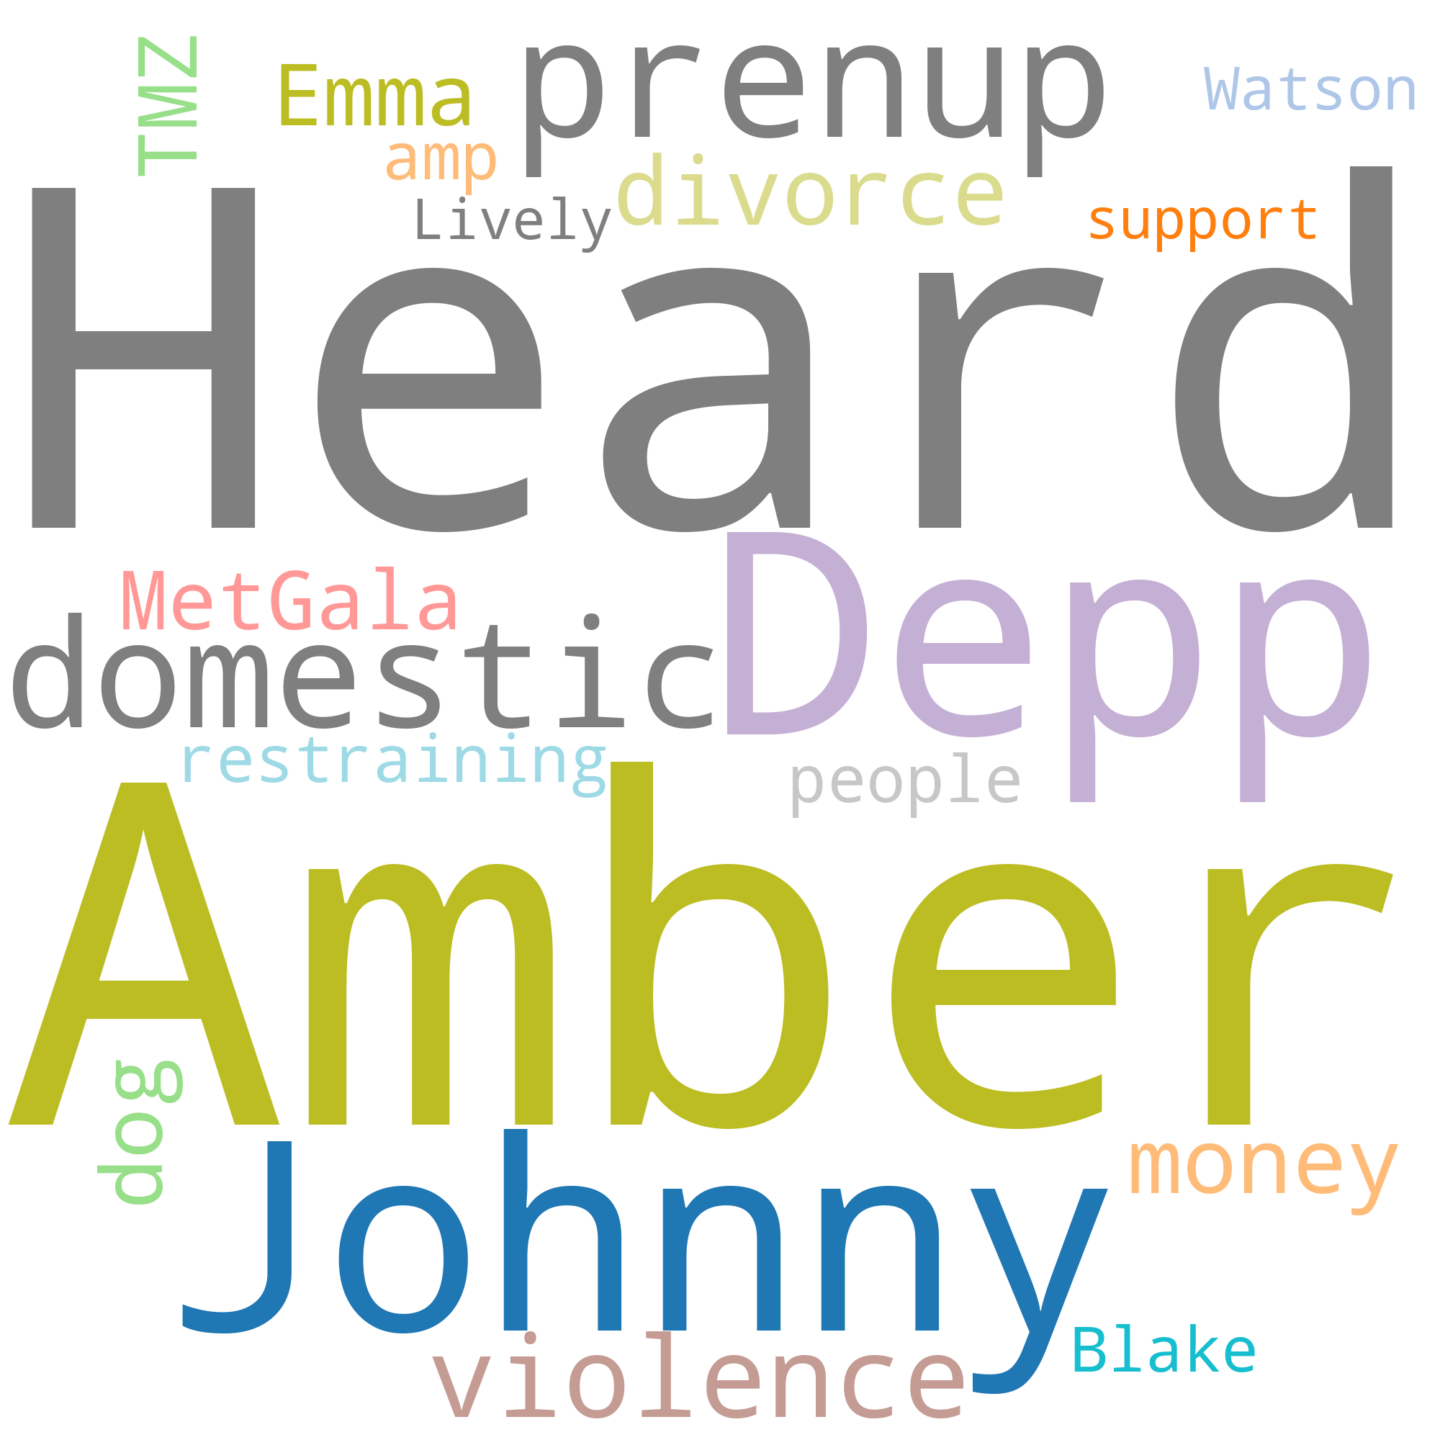 TMZ
Emma
prenup
Watson
amp
divorce
Lively
support
Heard
MetGala
Depp
domestic
restraining
people
Amber
dog
Johnny
money
violence
Blake